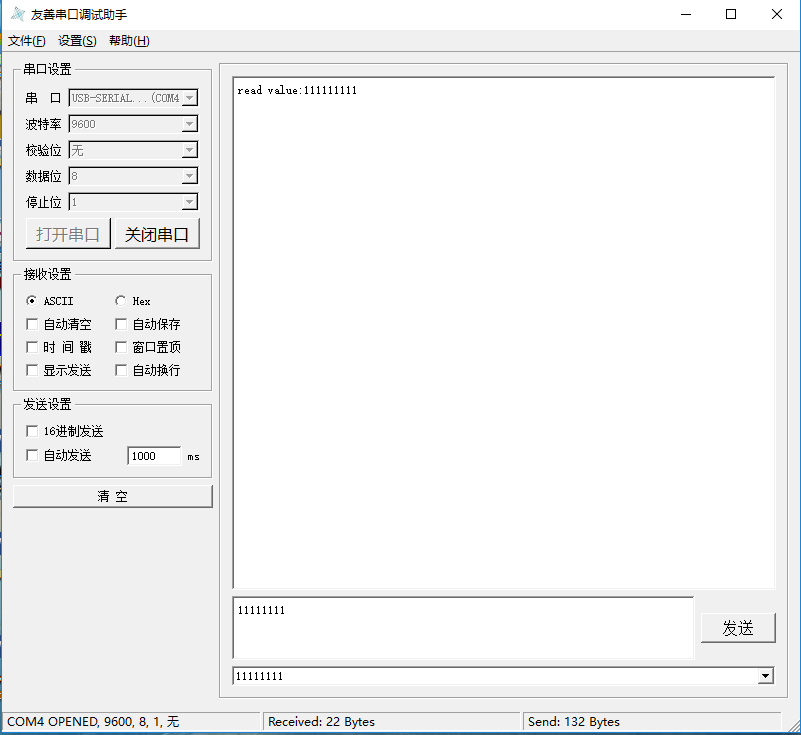 友善串口调试助手
文件(F) 设置(S) 帮助(H)
串口设置
串 口 USB-SERIAL...(COM4
波特率 9600
校验位 无
数据位 8
停止位 1
打开串口 关闭串口
接收设置
ASCII Hex
自动清空 自动保存
时 间 戳 窗口置顶
显示发送 自动换行
发送设置
16进制发送
自动发送 1000 ms
清 空
read value:111111111
11111111
发送
11111111
COM4 OPENED, 9600, 8, 1, 无 Received: 22 Bytes Send: 132 Bytes